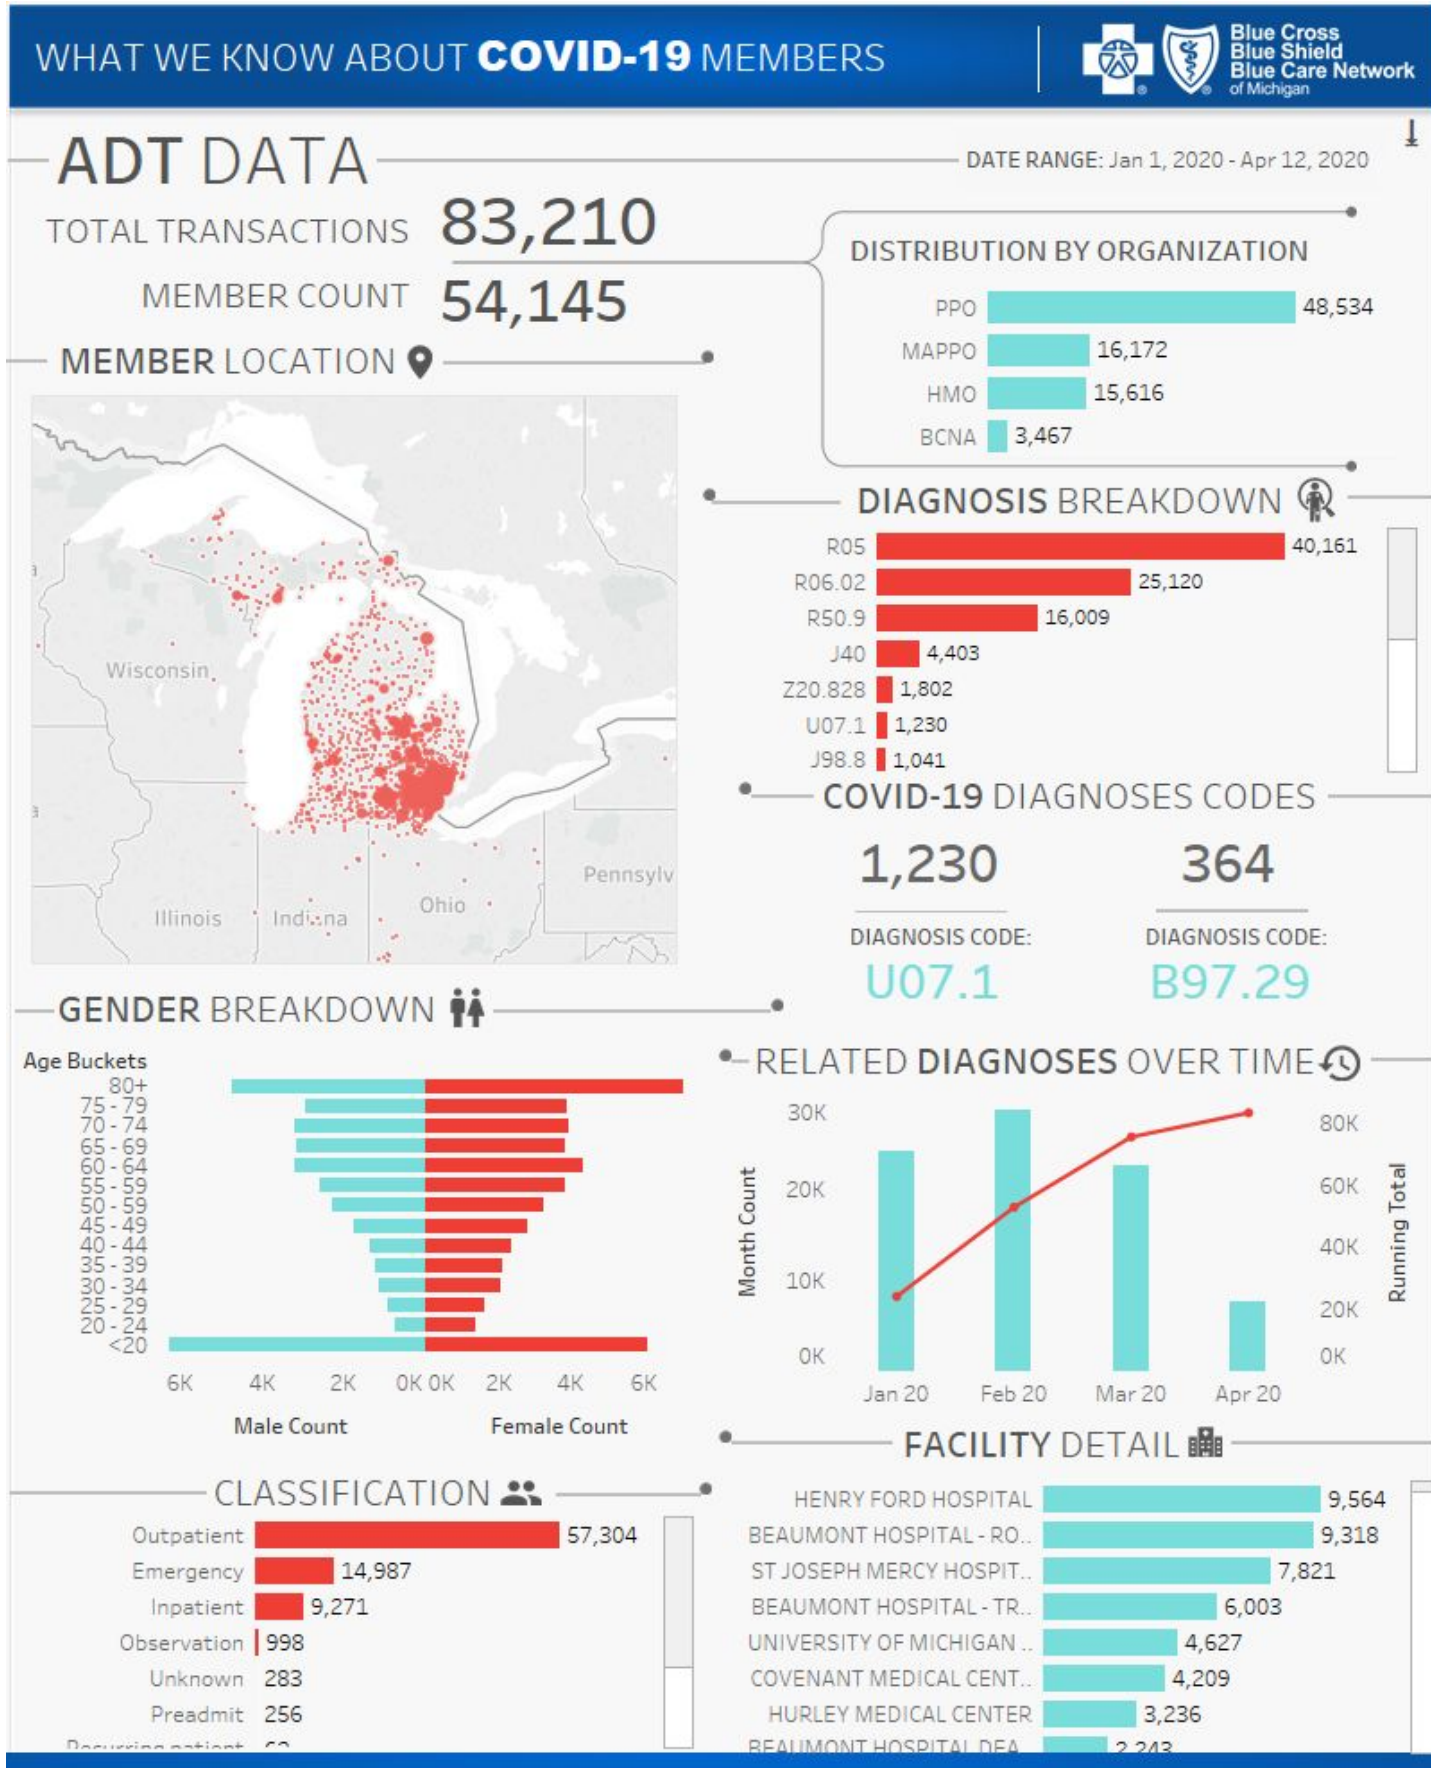 WHAT WE KNOW ABOUT COVID-19 MEMBERS
Blue Cross
Blue Shield
Blue Care Network
of Michigan
ADT DATA
DATE RANGE: Jan 1, 2020 - Apr 12, 2020
TOTAL TRANSACTIONS 83,210
MEMBER COUNT 54,145
DISTRIBUTION BY ORGANIZATION
PPO 48,534
MAPPO 16,172
HMO 15,616
BCNA 3,467
MEMBER LOCATION
Wisconsin
Illinois
Indiana
Ohio
Pennsylv
DIAGNOSIS BREAKDOWN
R05 40,161
R06.02 25,120
R50.9 16,009
J40 4,403
Z20.828 1,802
U07.1 1,230
J98.8 1,041
COVID-19 DIAGNOSES CODES
1,230 364
DIAGNOSIS CODE: DIAGNOSIS CODE:
U07.1 B97.29
GENDER BREAKDOWN
Age Buckets
80+
75 - 79
70 - 74
65 - 69
60 - 64
55 - 59
50 - 59
45 - 49
40 - 44
35 - 39
30 - 34
25 - 29
20 - 24
<20
6K 4K 2K 0K 0K 2K 4K 6K
Male Count Female Count
RELATED DIAGNOSES OVER TIME
Month Count
30K
20K
10K
0K
80K
60K
40K
20K
0K
Running Total
Jan 20 Feb 20 Mar 20 Apr 20
CLASSIFICATION
Outpatient 57,304
Emergency 14,987
Inpatient 9,271
Observation 998
Unknown 283
Preadmit 256
Recurring patient
FACILITY DETAIL
HENRY FORD HOSPITAL 9,564
BEAUMONT HOSPITAL - RO.. 9,318
ST JOSEPH MERCY HOSPIT.. 7,821
BEAUMONT HOSPITAL - TR.. 6,003
UNIVERSITY OF MICHIGAN .. 4,627
COVENANT MEDICAL CENT.. 4,209
HURLEY MEDICAL CENTER 3,236
BEAUMONT HOSPITAL DEA 2,243